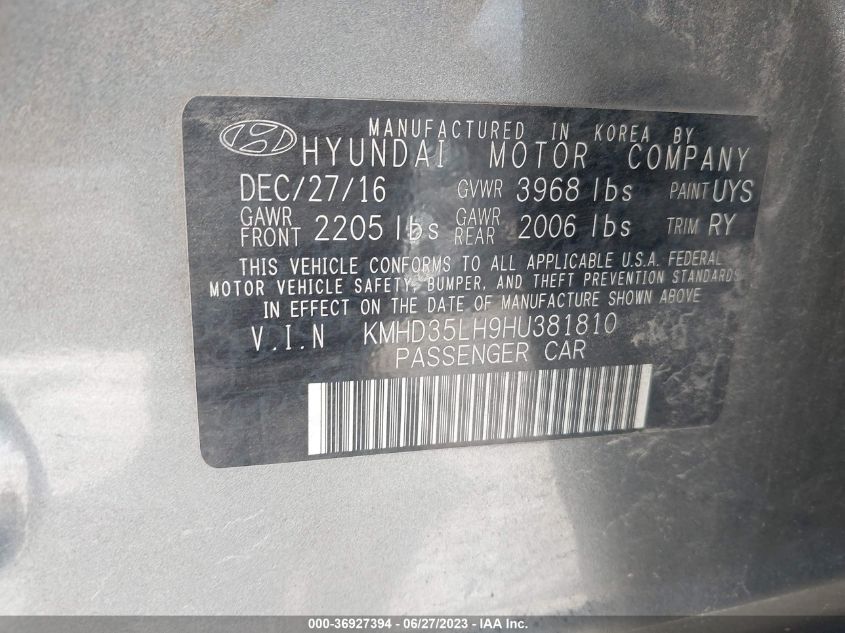 MANUFACTURED IN KOREA BY
HYUNDAI MOTOR COMPANY
DEC/27/16 GVWR 3968 lbs PAINT UYS
GAWR FRONT 2205 lbs GAWR REAR 2006 lbs TRIM RY
THIS VEHICLE CONFORMS TO ALL APPLICABLE U.S.A. FEDERAL
MOTOR VEHICLE SAFETY, BUMPER, AND THEFT PREVENTION STANDARDS
IN EFFECT ON THE DATE OF MANUFACTURE SHOWN ABOVE
V.I.N KMHD35LH9HU381810
PASSENGER CAR
000-36927394 - 06/27/2023 - IAA Inc.